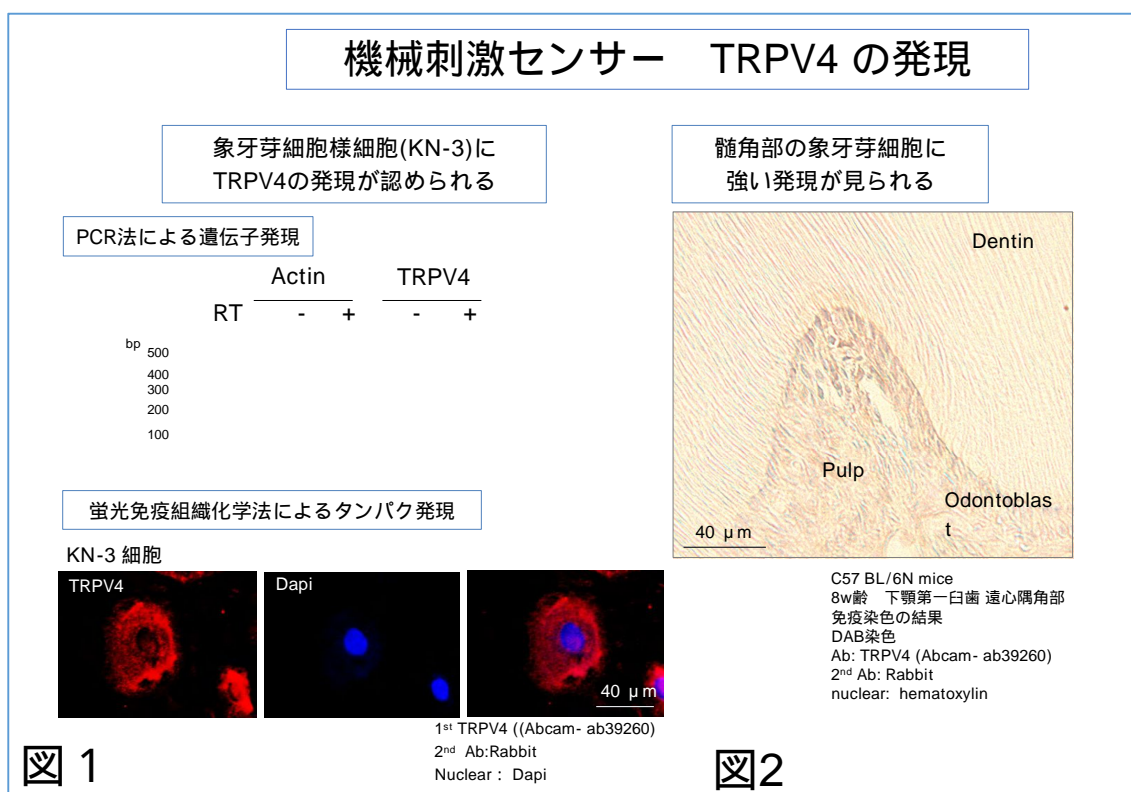 機械刺激センサー　TRPV4 の発現
象牙芽細胞様細胞(KN-3)に
TRPV4の発現が認められる
PCR法による遺伝子発現
Actin TRPV4
RT - + - +
bp 500
400
300
200
100
蛍光免疫組織化学法によるタンパク発現
KN-3 細胞
TRPV4 Dapi
40 μm
1st TRPV4 ((Abcam- ab39260)
2nd Ab:Rabbit
Nuclear : Dapi
図 1
髄角部の象牙芽細胞に
強い発現が見られる
Dentin
Pulp
Odontoblas
t
40 μm
C57 BL/6N mice
8w齢　下顎第一臼歯 遠心隅角部
免疫染色の結果
DAB染色
Ab: TRPV4 (Abcam- ab39260)
2nd Ab: Rabbit
nuclear: hematoxylin
図2